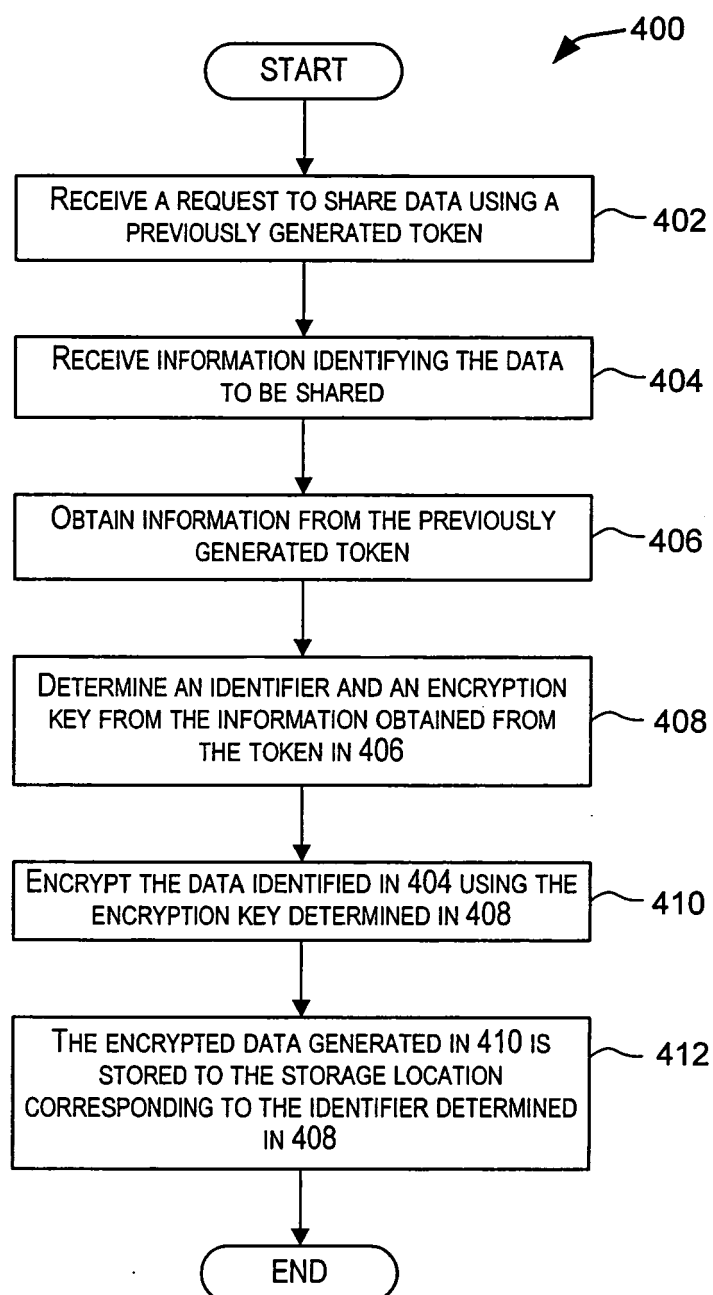 400
START
RECEIVE A REQUEST TO SHARE DATA USING A
PREVIOUSLY GENERATED TOKEN
402
RECEIVE INFORMATION IDENTIFYING THE DATA
TO BE SHARED
404
OBTAIN INFORMATION FROM THE PREVIOUSLY
GENERATED TOKEN
406
DETERMINE AN IDENTIFIER AND AN ENCRYPTION
KEY FROM THE INFORMATION OBTAINED FROM
THE TOKEN IN 406
408
ENCRYPT THE DATA IDENTIFIED IN 404 USING THE
ENCRYPTION KEY DETERMINED IN 408
410
THE ENCRYPTED DATA GENERATED IN 410 IS
STORED TO THE STORAGE LOCATION
CORRESPONDING TO THE IDENTIFIER DETERMINED
IN 408
412
END